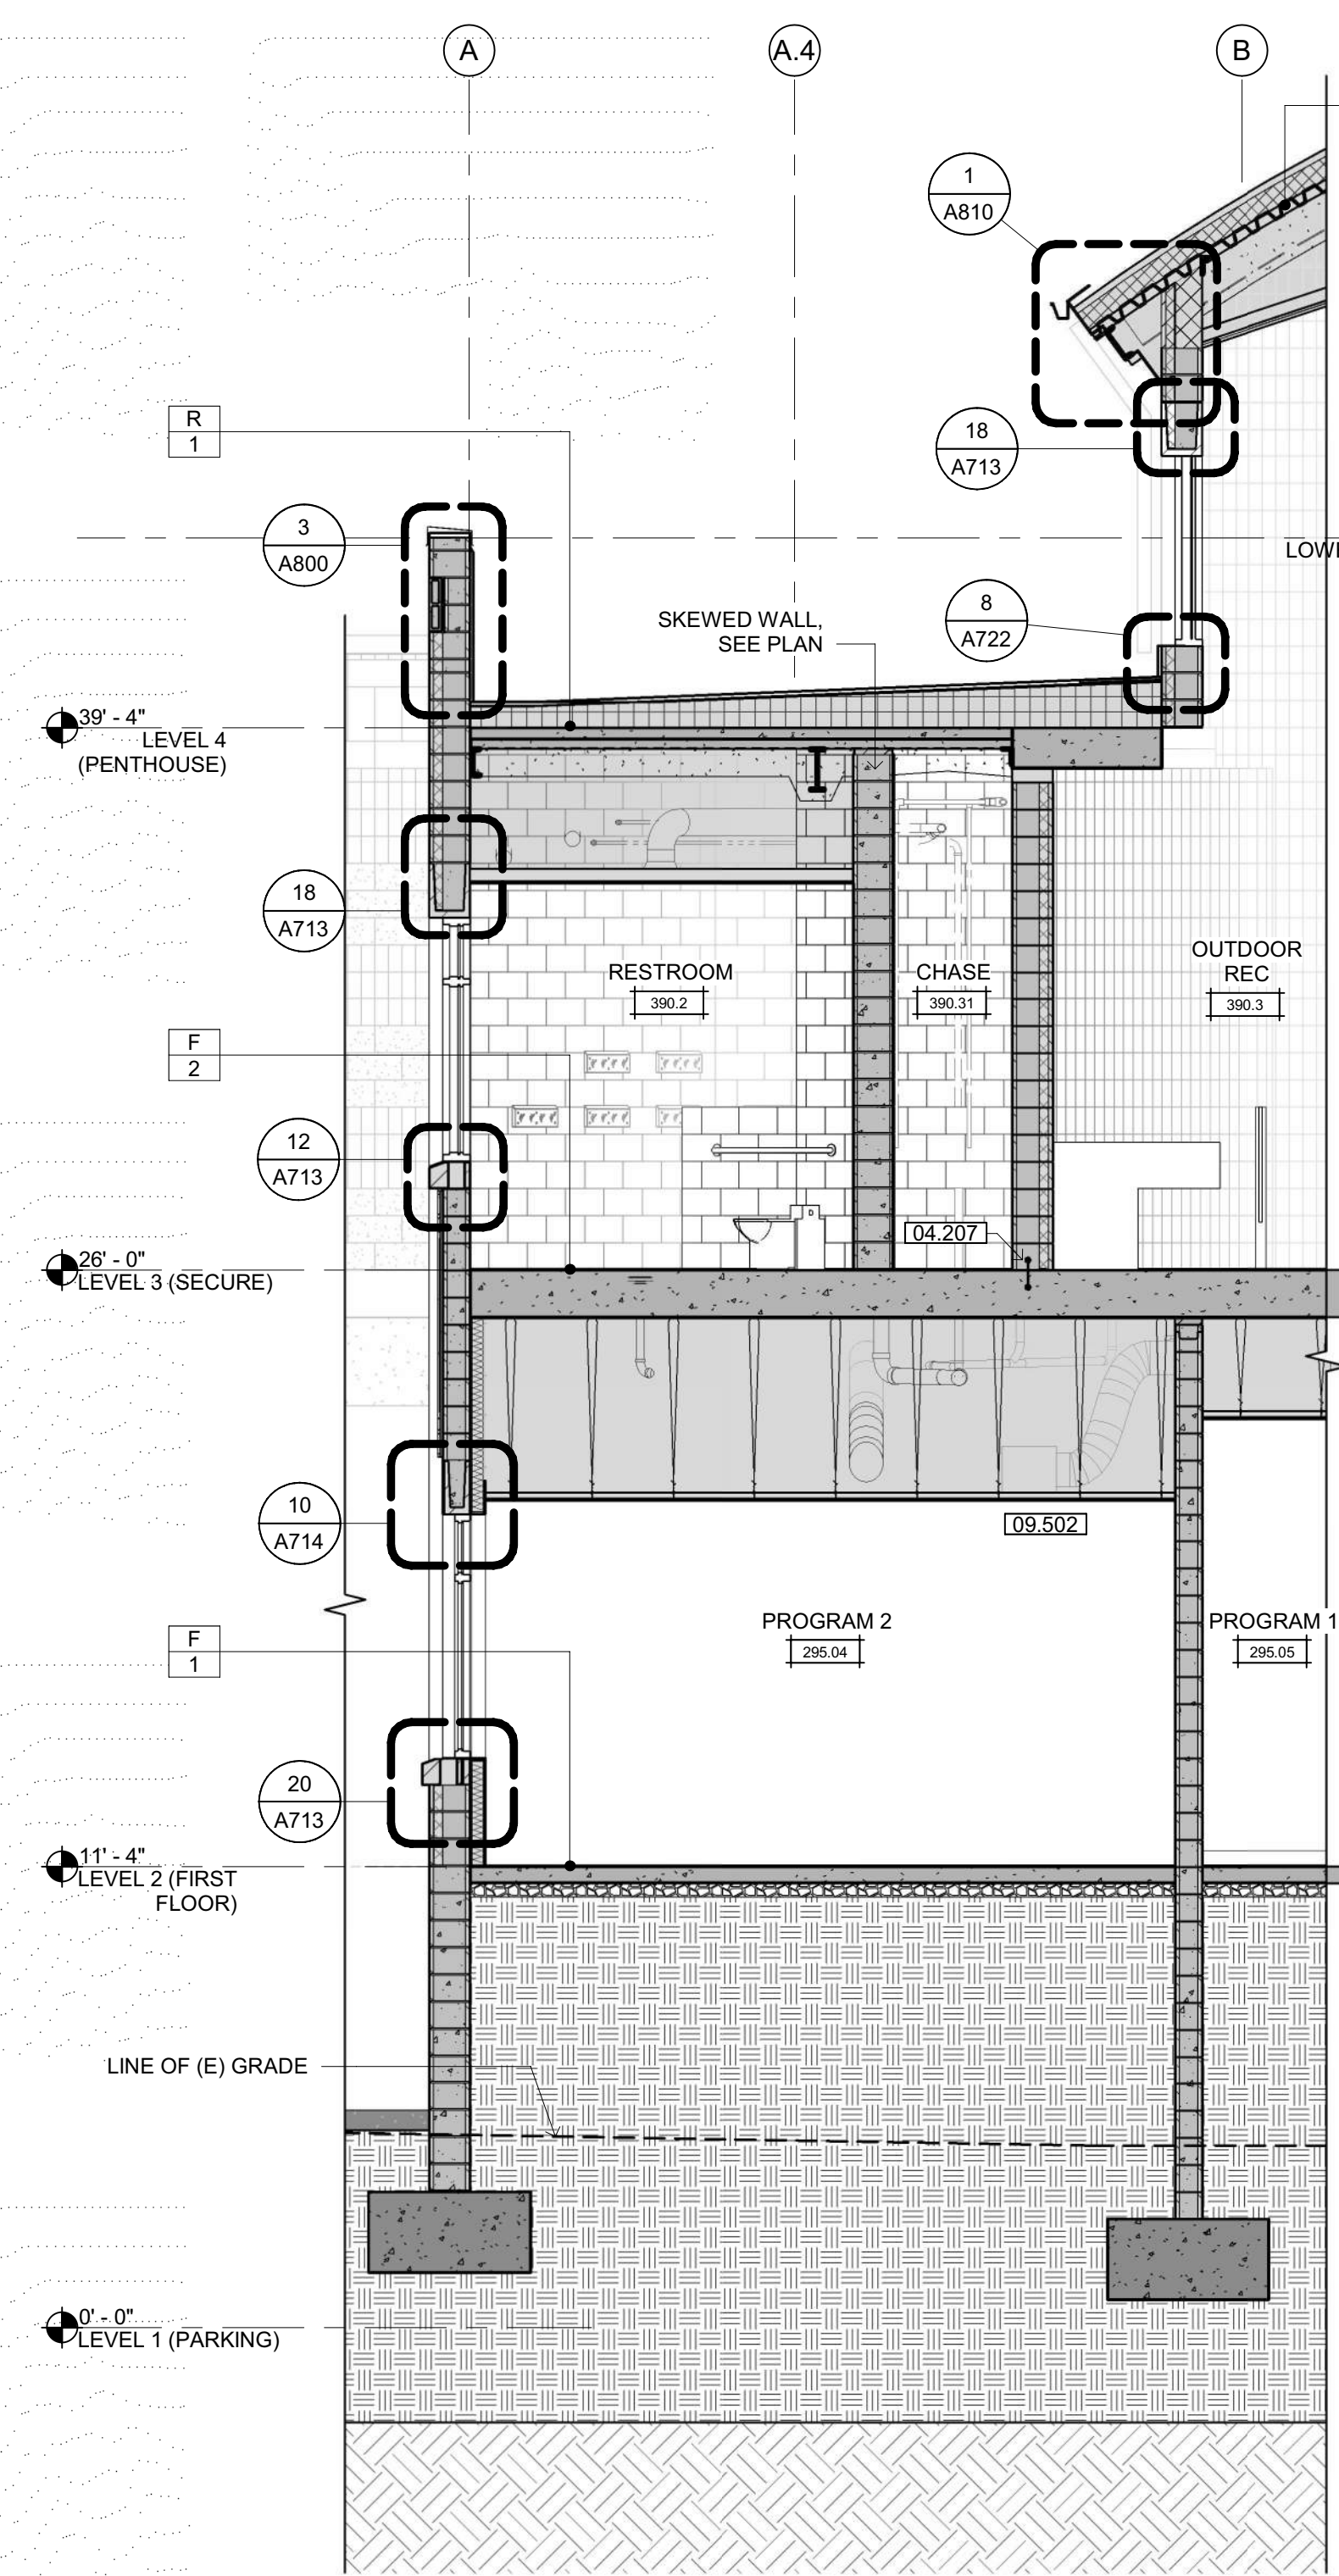 A
A.4
B
1
A810
R
1
18
A713
3
A800
LOWE
8
A722
SKEWED WALL,
SEE PLAN
39' - 4"
LEVEL 4
(PENTHOUSE)
18
A713
RESTROOM
390.2
CHASE
390.31
OUTDOOR
REC
390.3
F
2
12
A713
04.207
26' - 0"
LEVEL 3 (SECURE)
10
A714
09.502
PROGRAM 2
295.04
PROGRAM 1
295.05
F
1
20
A713
11' - 4"
LEVEL 2 (FIRST
FLOOR)
LINE OF (E) GRADE
0' - 0"
LEVEL 1 (PARKING)